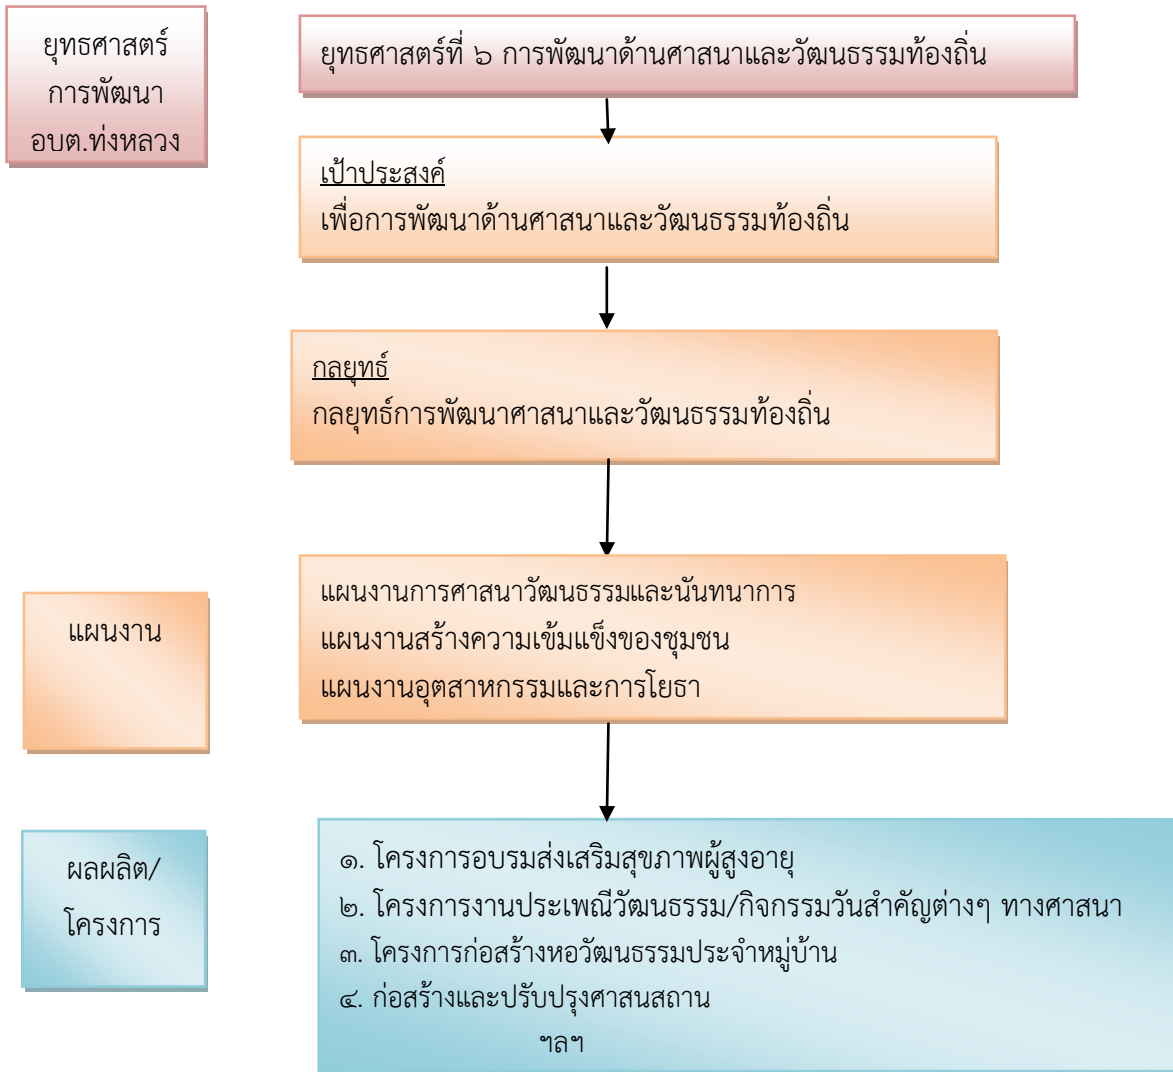 ยุทธศาสตร์
การพัฒนา
อบต.ท่งหลวง
ยุทธศาสตร์ที่ ๖ การพัฒนาด้านศาสนาและวัฒนธรรมท้องถิ่น
เป้าประสงค์
เพื่อการพัฒนาด้านศาสนาและวัฒนธรรมท้องถิ่น
กลยุทธ์
กลยุทธ์การพัฒนาศาสนาและวัฒนธรรมท้องถิ่น
แผนงาน
แผนงานการศาสนาวัฒนธรรมและนันทนาการ
แผนงานสร้างความเข้มแข็งของชุมชน
แผนงานอุตสาหกรรมและการโยธา
ผลผลิต/
โครงการ
๑. โครงการอบรมส่งเสริมสุขภาพผู้สูงอายุ
๒. โครงการงานประเพณีวัฒนธรรม/กิจกรรมวันสำคัญต่างๆ ทางศาสนา
๓. โครงการก่อสร้างหอวัฒนธรรมประจำหมู่บ้าน
๔. ก่อสร้างและปรับปรุงศาสนสถาน
ฯลฯ